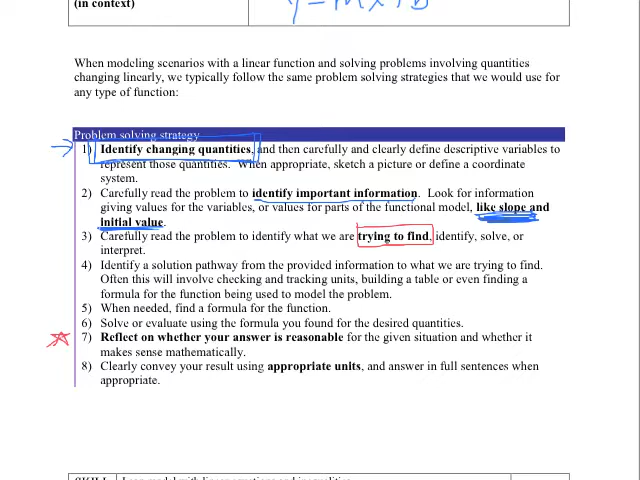 (in context)
y=mx+b
When modeling scenarios with a linear function and solving problems involving quantities
changing linearly, we typically follow the same problem solving strategies that we would use for
any type of function:
Problem solving strategy
1) Identify changing quantities, and then carefully and clearly define descriptive variables to
represent those quantities. When appropriate, sketch a picture or define a coordinate
system.
2) Carefully read the problem to identify important information. Look for information
giving values for the variables, or values for parts of the functional model, like slope and
initial value.
3) Carefully read the problem to identify what we are trying to find, identify, solve, or
interpret.
4) Identify a solution pathway from the provided information to what we are trying to find.
Often this will involve checking and tracking units, building a table or even finding a
formula for the function being used to model the problem.
5) When needed, find a formula for the function.
6) Solve or evaluate using the formula you found for the desired quantities.
7) Reflect on whether your answer is reasonable for the given situation and whether it
makes sense mathematically.
8) Clearly convey your result using appropriate units, and answer in full sentences when
appropriate.